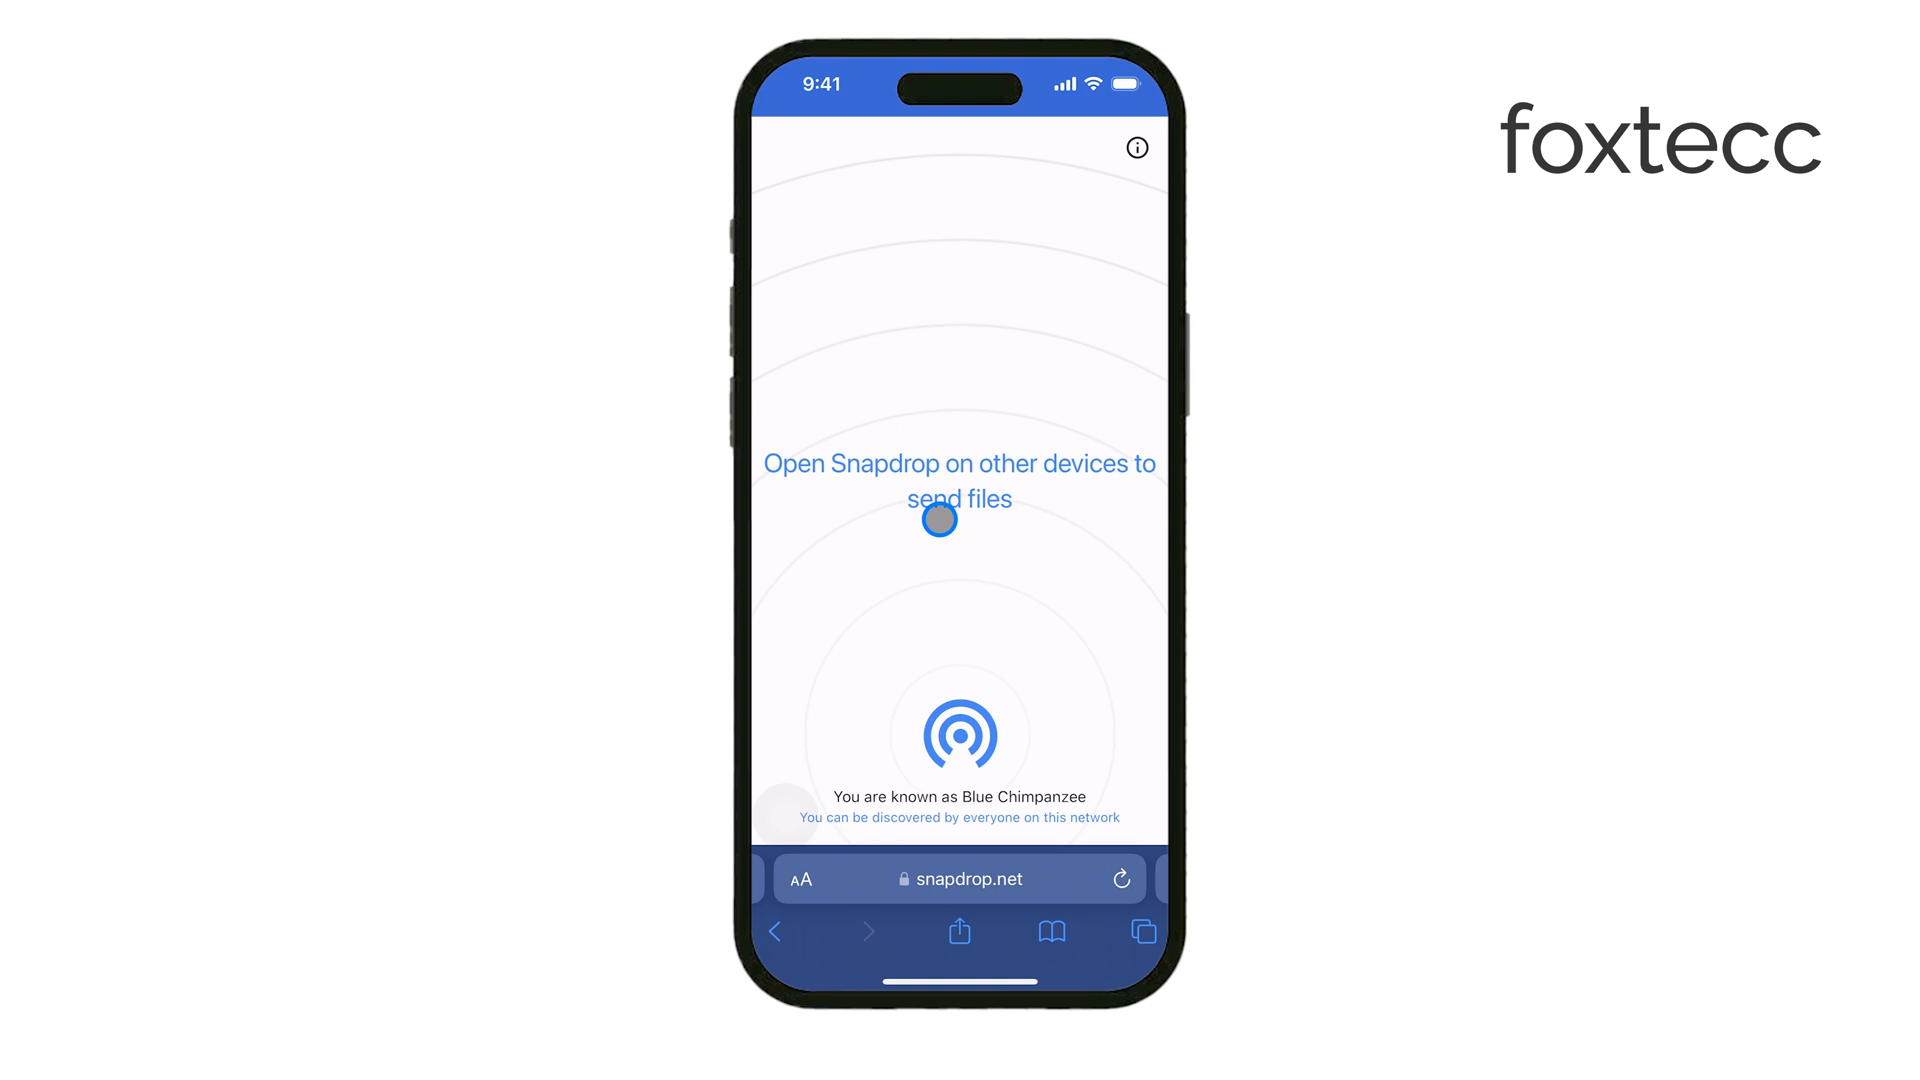 9:41
foxtecc
Open Snapdrop on other devices to
send files
You are known as Blue Chimpanzee
You can be discovered by everyone on this network
AA
snapdrop.net